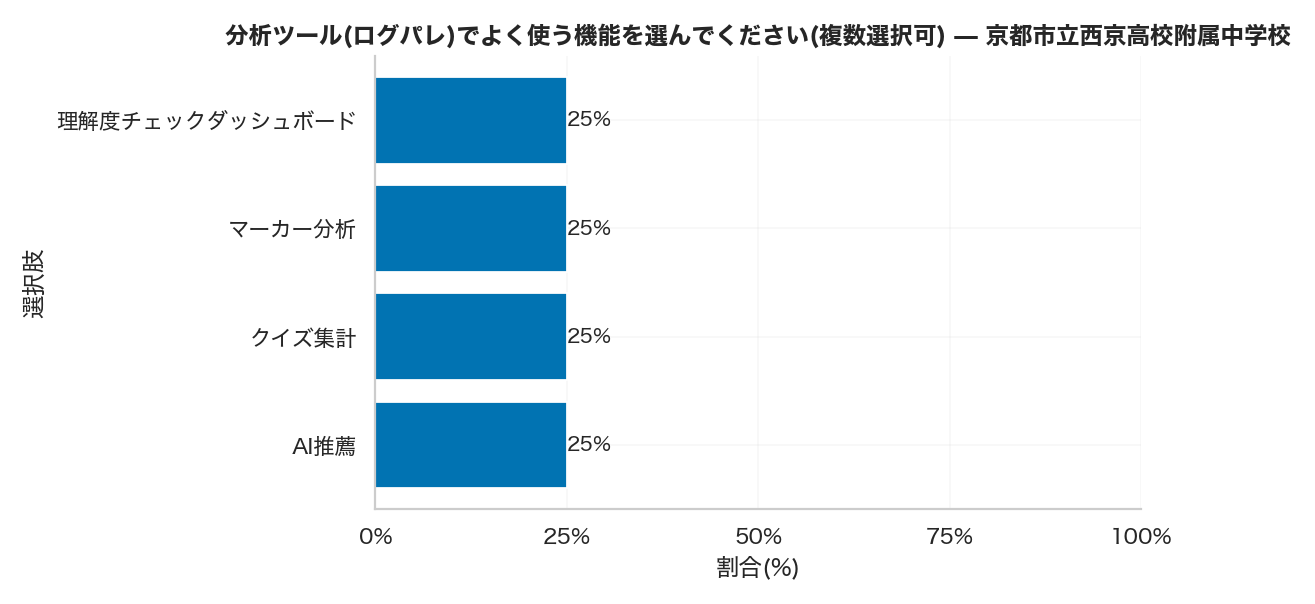 分析ツール(ログパレ)でよく使う機能を選んでください(複数選択可) — 京都市立西京高校附属中学校
理解度チェックダッシュボード
25%
マーカー分析
25%
選択肢
クイズ集計
25%
AI推薦
25%
0%
25%
50%
75%
100%
割合(%)